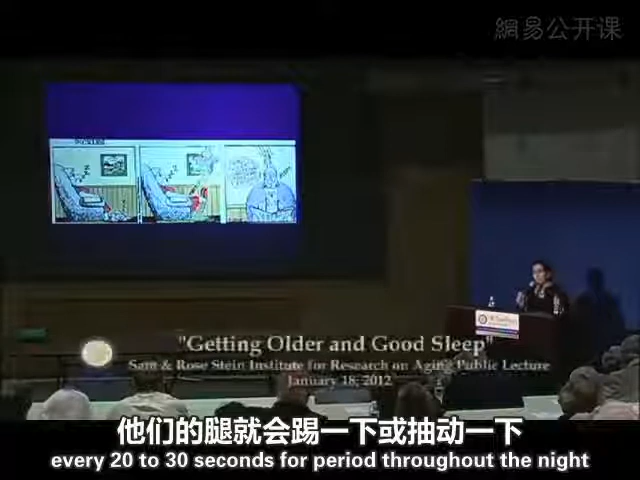 網易公开课
"Getting Older and Good Sleep"
Sam & Rose Stein Institute for Research on Aging Public Lecture
January 18, 2012
他们的腿就会踢一下或抽动一下
every 20 to 30 seconds for period throughout the night